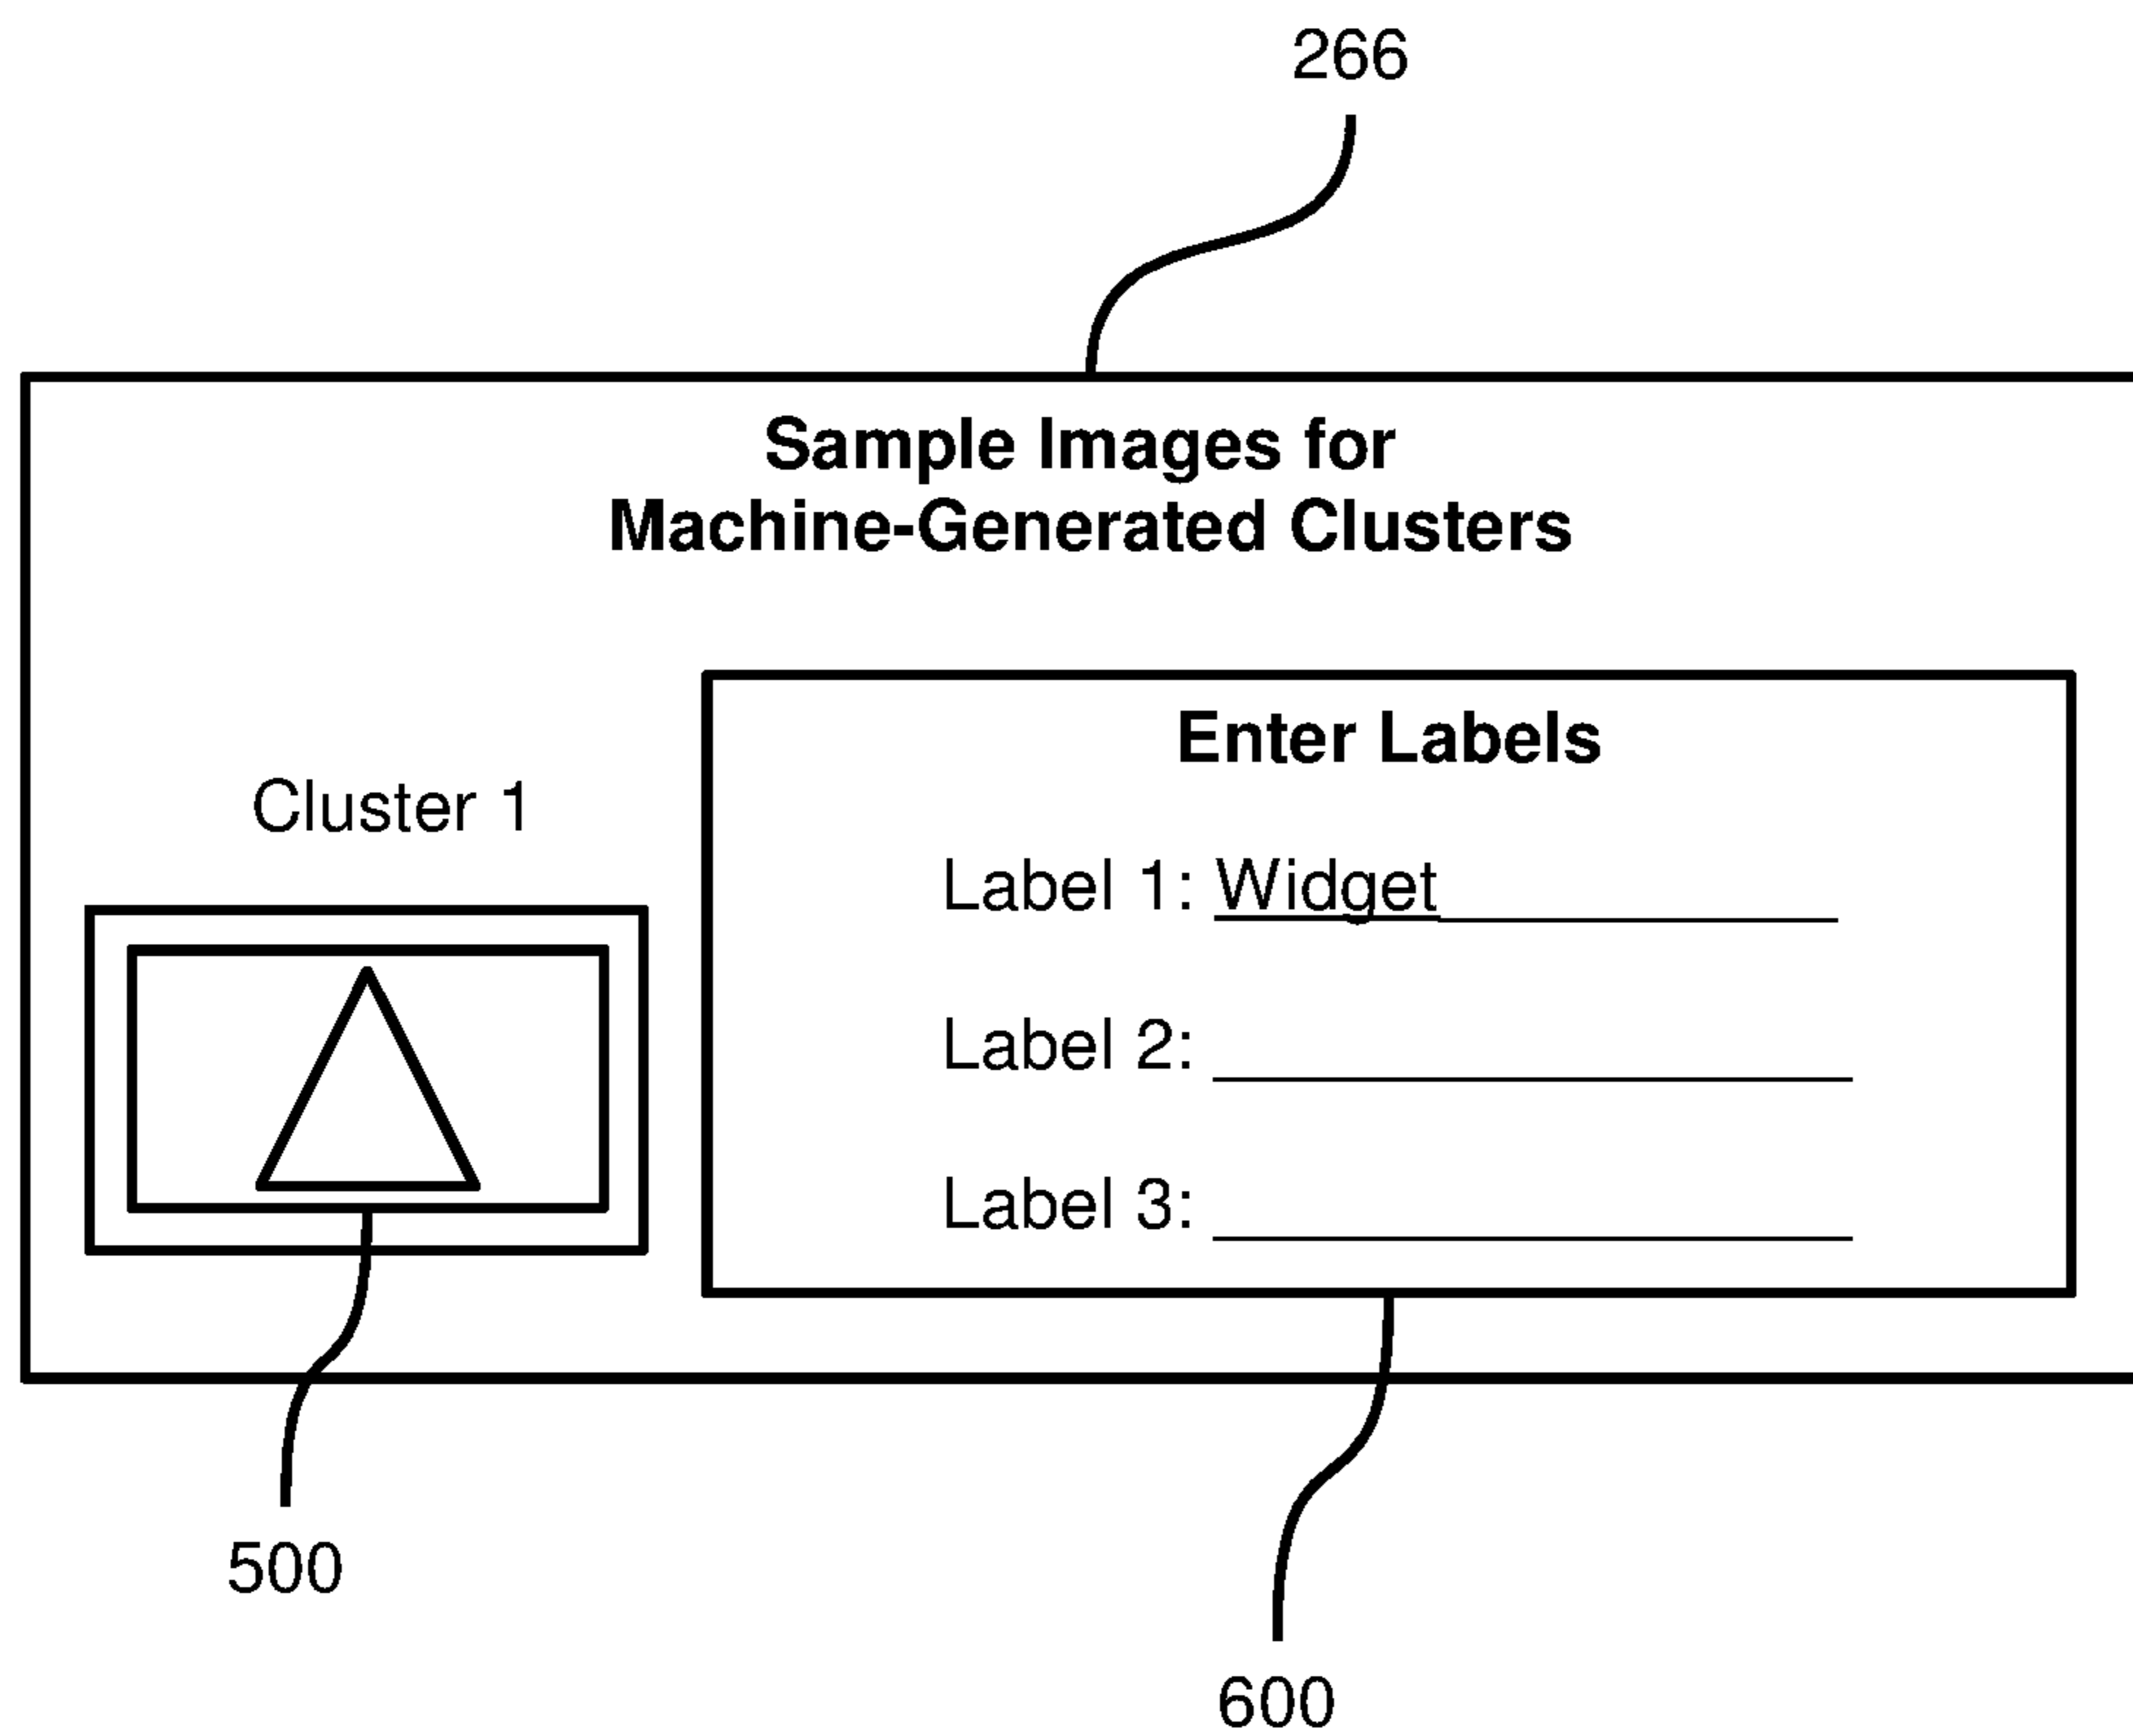 266
Sample Images for
Machine-Generated Clusters
Enter Labels
Cluster 1
Label 1: Widget
Label 2:
Label 3:
500
600